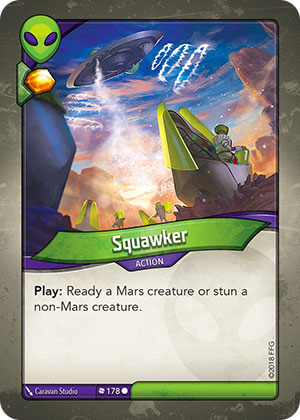 Squawker
ACTION
Play: Ready a Mars creature or stun a
non-Mars creature.
©2018 FFG
Caravan Studio
178